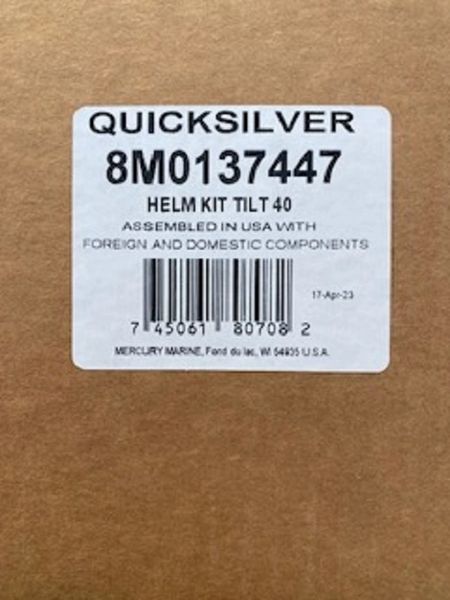 QUICKSILVER
8M0137447
HELM KIT TILT 40
ASSEMBLED IN USA WITH
FOREIGN AND DOMESTIC COMPONENTS
17-Apr-23
7 45061 80708 2
MERCURY MARINE, Fond du lac, WI 54935 U.S.A.